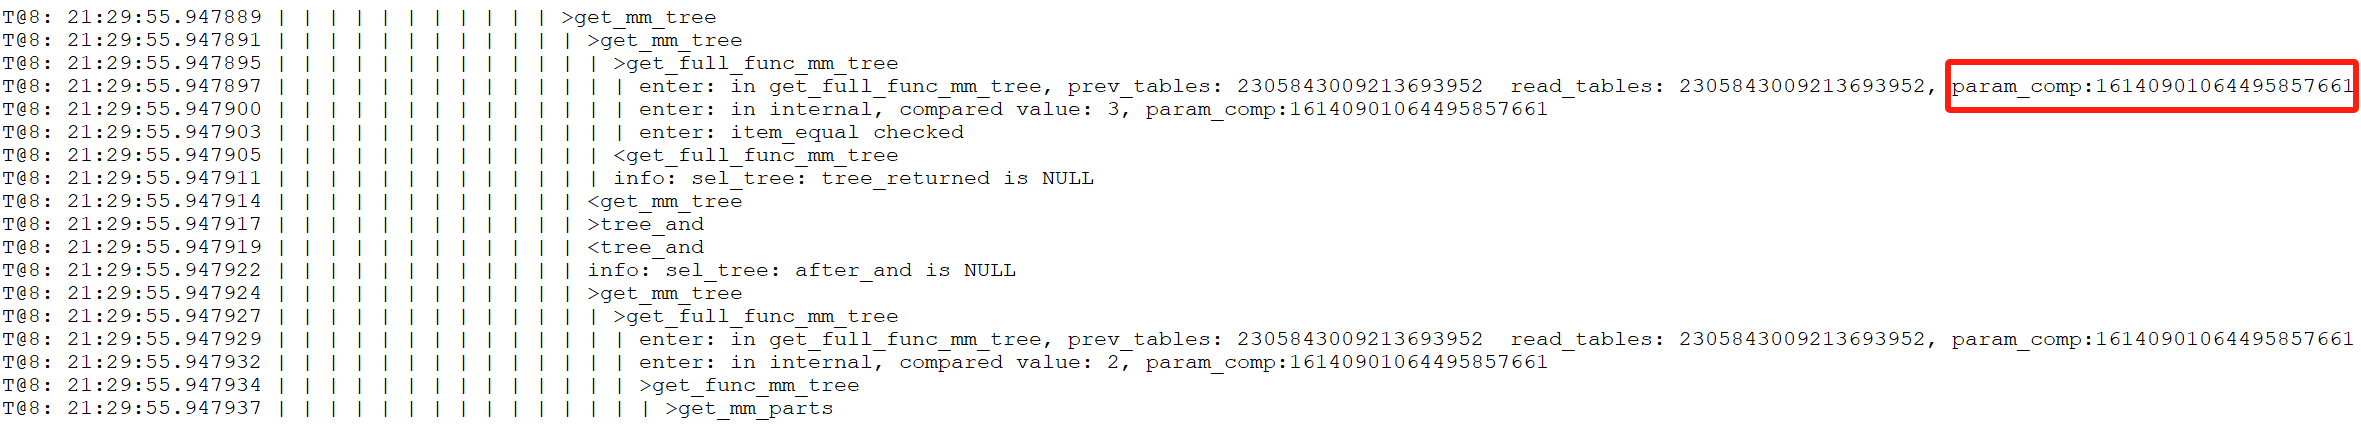 T@8: 21:29:55.947889 | | | | | | | | | | | >get_mm_tree
T@8: 21:29:55.947891 | | | | | | | | | | | | >get_mm_tree
T@8: 21:29:55.947895 | | | | | | | | | | | | | >get_full_func_mm_tree
T@8: 21:29:55.947897 | | | | | | | | | | | | | | enter: in get_full_func_mm_tree, prev_tables: 2305843009213693952  read_tables: 2305843009213693952, param_comp:16140901064495857661
T@8: 21:29:55.947900 | | | | | | | | | | | | | | enter: in internal, compared value: 3, param_comp:16140901064495857661
T@8: 21:29:55.947903 | | | | | | | | | | | | | | enter: item_equal checked
T@8: 21:29:55.947905 | | | | | | | | | | | | | <get_full_func_mm_tree
T@8: 21:29:55.947911 | | | | | | | | | | | | | info: sel_tree: tree_returned is NULL
T@8: 21:29:55.947914 | | | | | | | | | | | | <get_mm_tree
T@8: 21:29:55.947917 | | | | | | | | | | | | >tree_and
T@8: 21:29:55.947919 | | | | | | | | | | | | <tree_and
T@8: 21:29:55.947922 | | | | | | | | | | | | info: sel_tree: after_and is NULL
T@8: 21:29:55.947924 | | | | | | | | | | | | >get_mm_tree
T@8: 21:29:55.947927 | | | | | | | | | | | | | >get_full_func_mm_tree
T@8: 21:29:55.947929 | | | | | | | | | | | | | | enter: in get_full_func_mm_tree, prev_tables: 2305843009213693952  read_tables: 2305843009213693952, param_comp:16140901064495857661
T@8: 21:29:55.947932 | | | | | | | | | | | | | | enter: in internal, compared value: 2, param_comp:16140901064495857661
T@8: 21:29:55.947934 | | | | | | | | | | | | | | >get_func_mm_tree
T@8: 21:29:55.947937 | | | | | | | | | | | | | | | >get_mm_parts